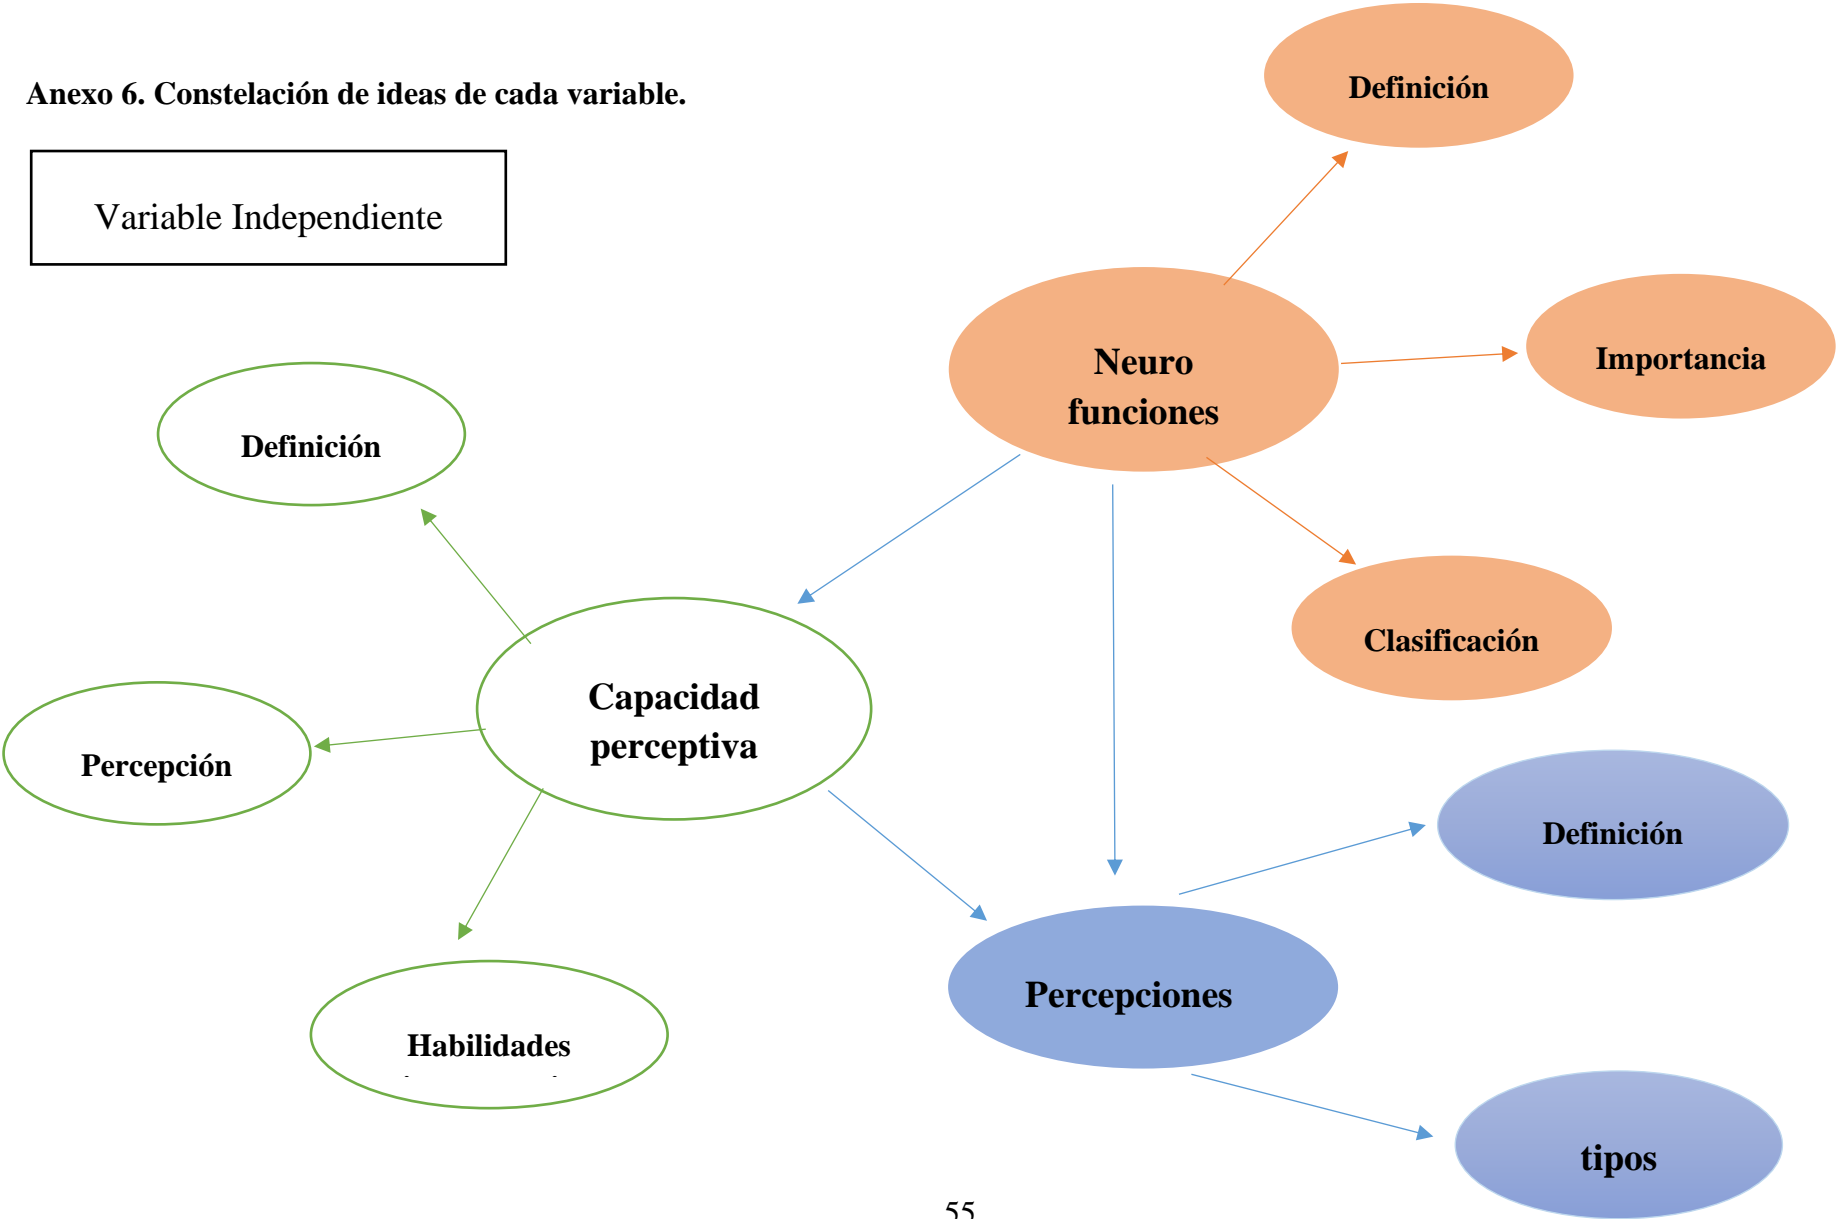 Anexo 6. Constelación de ideas de cada variable.
Variable Independiente
Definición
Neuro
funciones
Importancia
Definición
Clasificación
Capacidad
perceptiva
Percepción
Definición
Percepciones
Habilidades
tipos
55